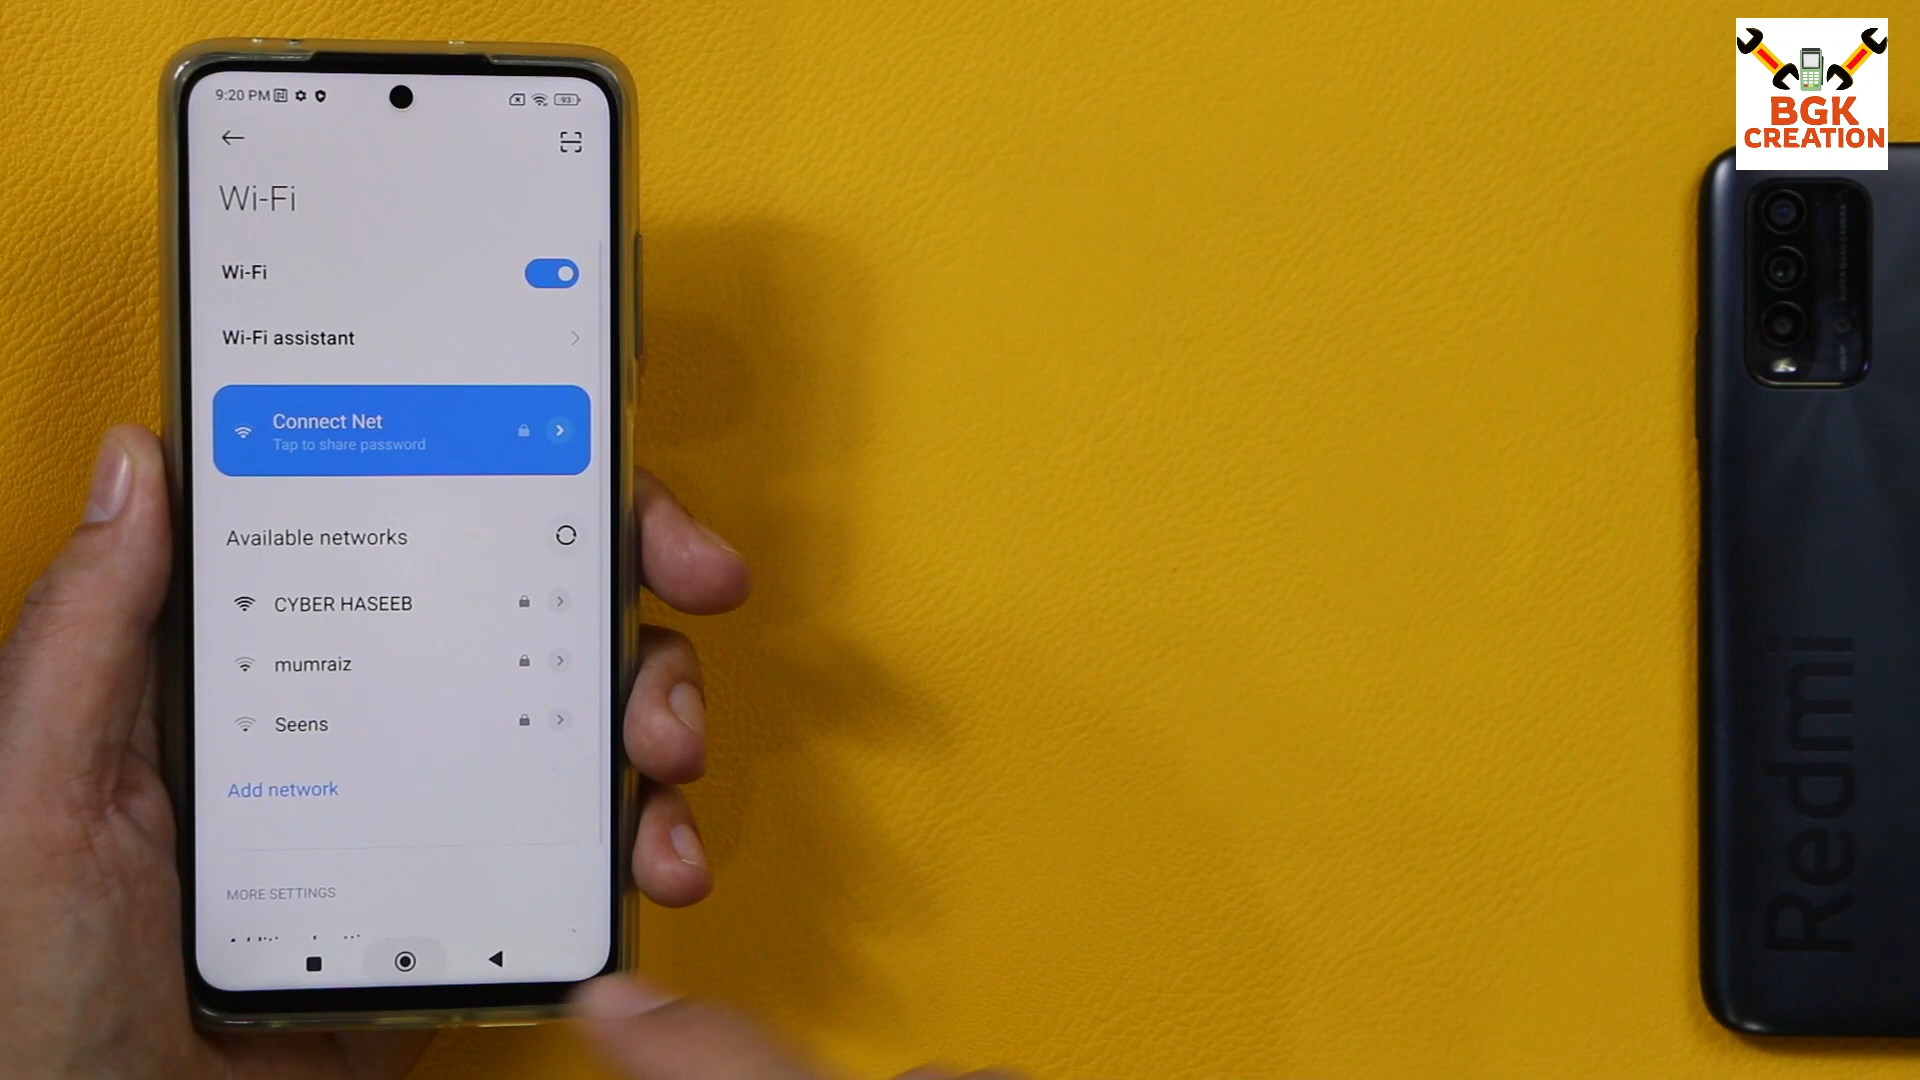 9:20 PM
93
Wi-Fi
Wi-Fi
Wi-Fi assistant
Connect Net
Tap to share password
Available networks
CYBER HASEEB
mumraiz
Seens
Add network
MORE SETTINGS
BGK
CREATION
Redmi